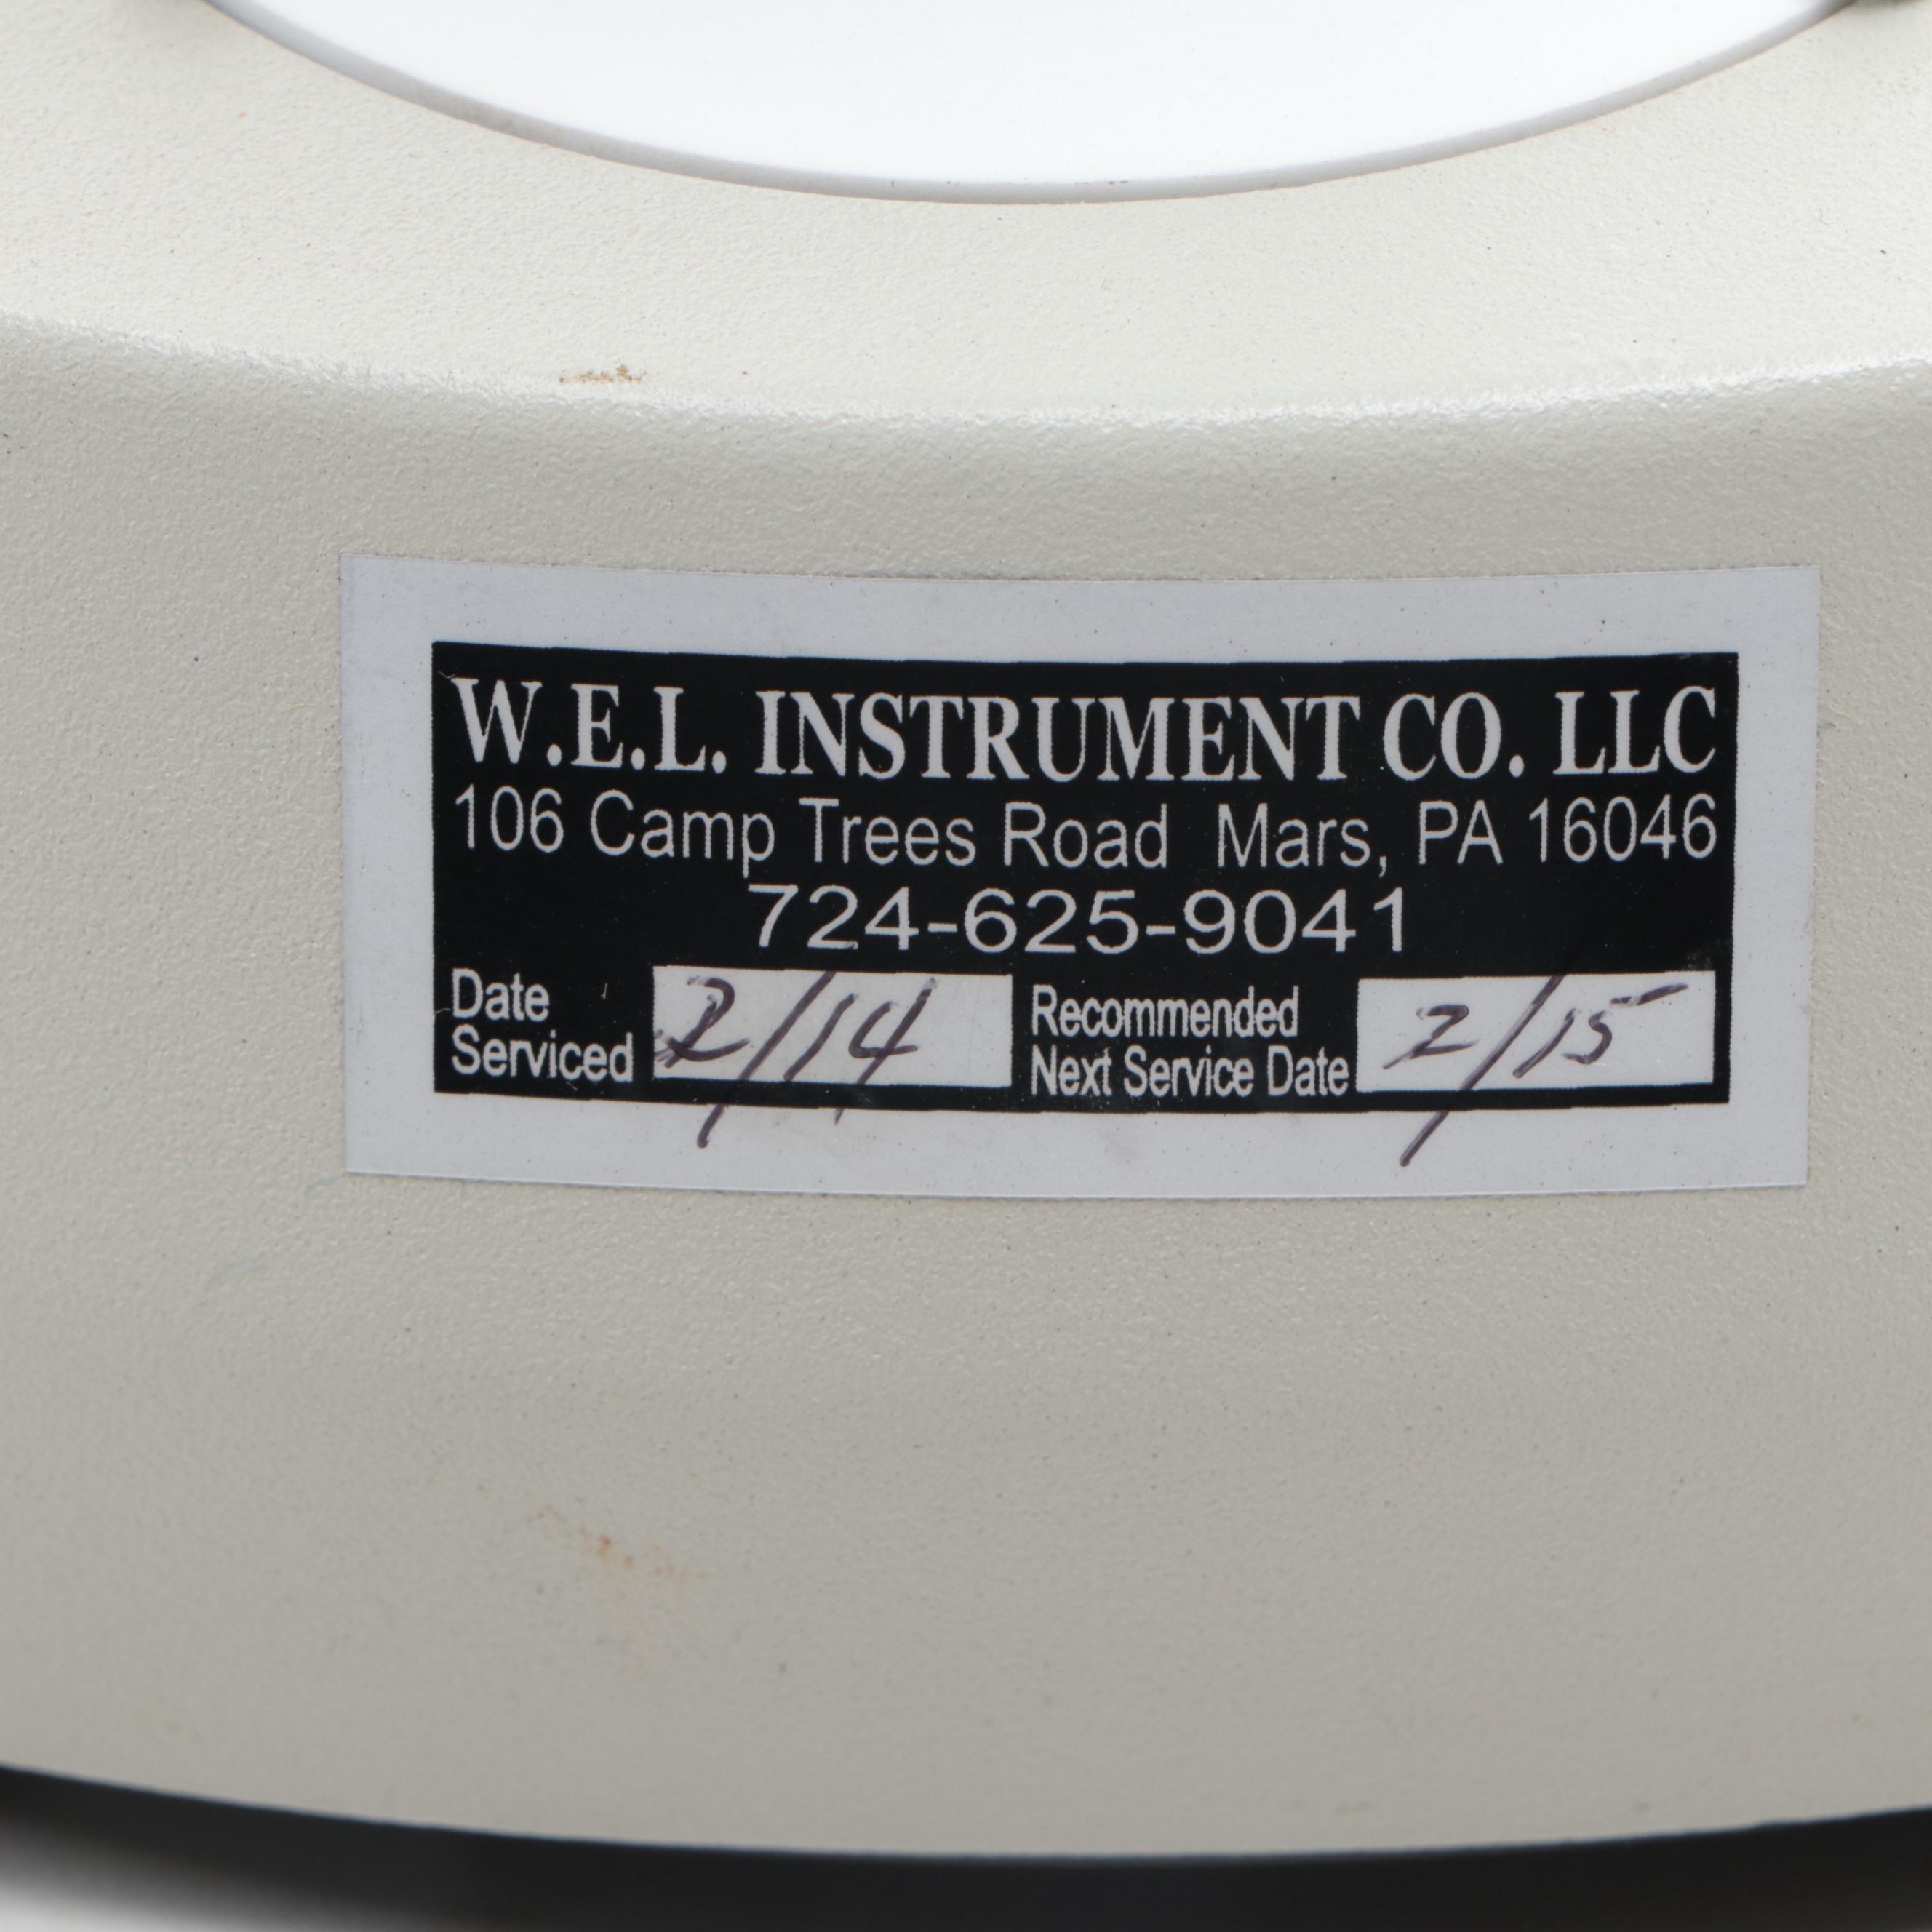 W.E.L. INSTRUMENT CO. LLC
106 Camp Trees Road Mars, PA 16046
724-625-9041
Date
Serviced 2/14
Recommended
Next Service Date 2/15